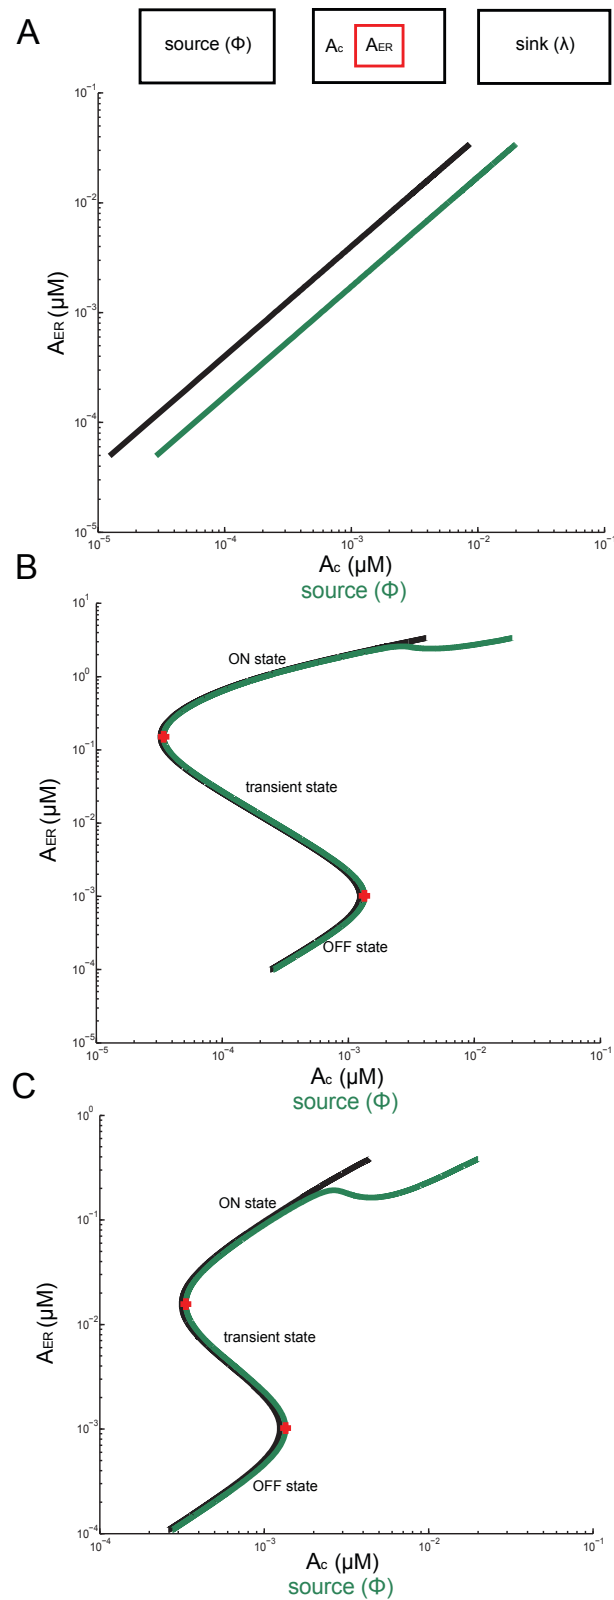 A
source (Φ)
Ac
AER
sink (λ)
10⁻¹
10⁻²
10⁻³
10⁻⁴
10⁻⁵
AER (μM)
10⁻⁵
10⁻⁴
10⁻³
10⁻²
10⁻¹
Ac (μM)
source (Φ)
B
10¹
10⁰
10⁻¹
10⁻²
10⁻³
10⁻⁴
10⁻⁵
AER (μM)
ON state
transient state
OFF state
10⁻⁵
10⁻⁴
10⁻³
10⁻²
10⁻¹
Ac (μM)
source (Φ)
C
10⁰
10⁻¹
10⁻²
10⁻³
10⁻⁴
AER (μM)
ON state
transient state
OFF state
10⁻⁴
10⁻³
10⁻²
10⁻¹
Ac (μM)
source (Φ)